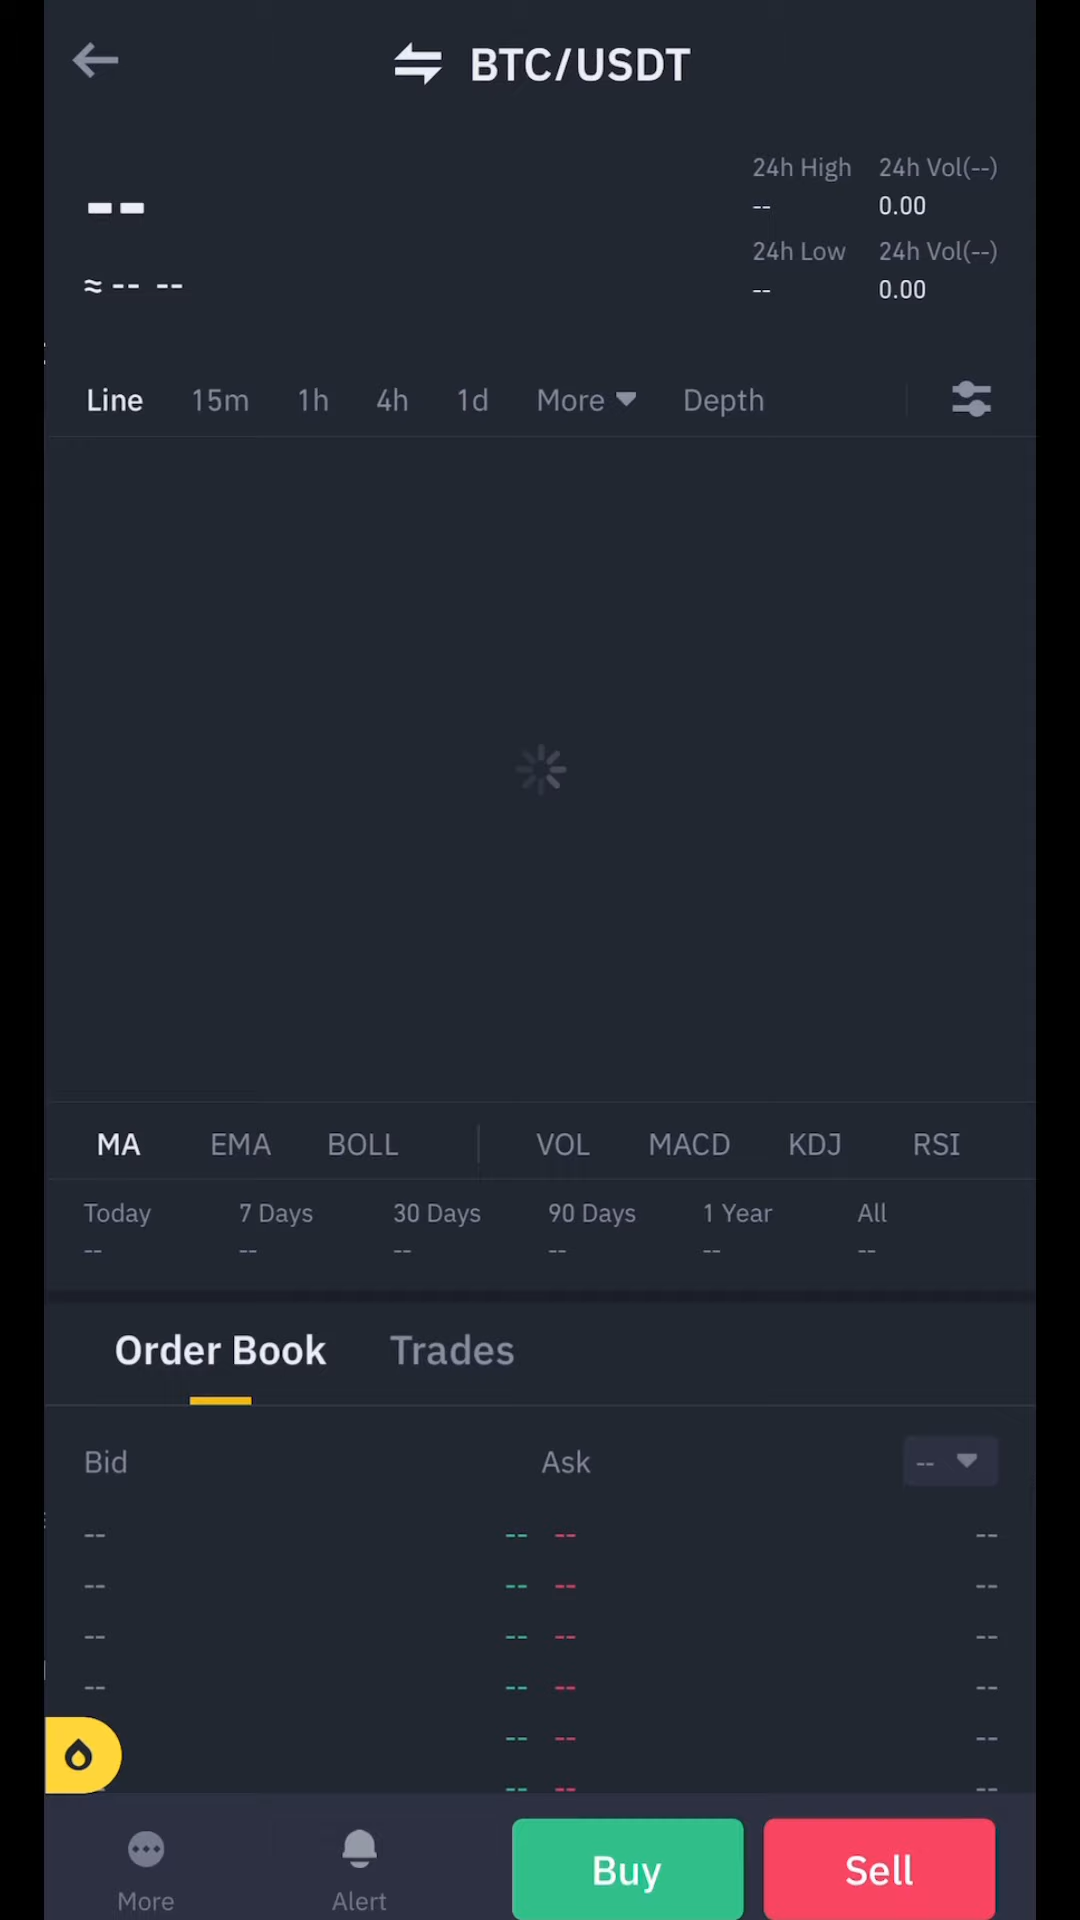 BTC/USDT
24h High 24h Vol(--)
-- 0.00
--
24h Low 24h Vol(--)
≈ -- --
-- 0.00
Line 15m 1h 4h 1d More Depth
MA EMA BOLL VOL MACD KDJ RSI
Today 7 Days 30 Days 90 Days 1 Year All
-- -- -- -- -- --
Order Book Trades
Bid Ask --
-- -- -- --
-- -- -- --
-- -- -- --
-- -- -- --
-- -- --
-- -- -- --
More Alert Buy Sell